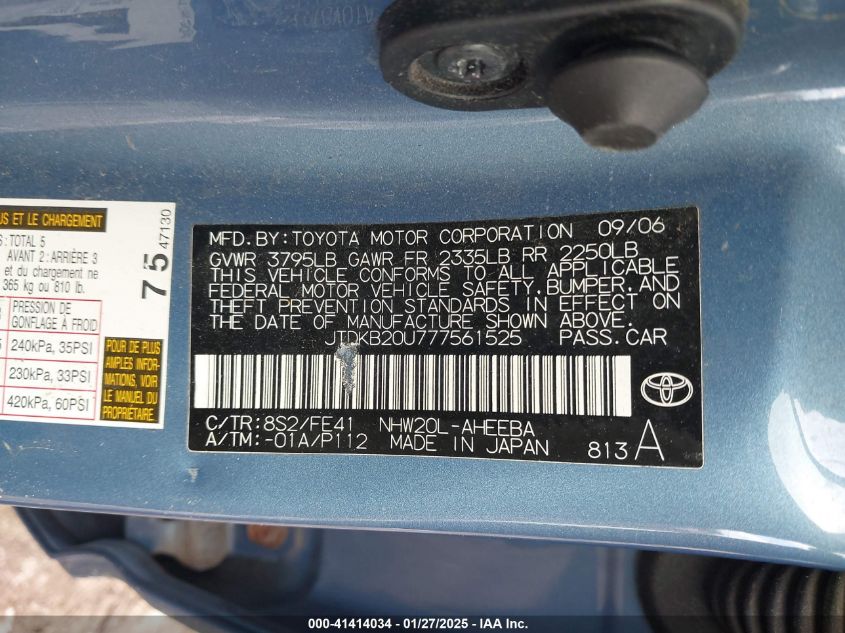 S ET LE CHARGEMENT
: TOTAL 5
AVANT 2: ARRIÈRE 3
et du chargement ne
365 kg ou 810 lb.
PRESSION DE
GONFLAGE À FROID
240kPa, 35PSI
230kPa, 33PSI
420kPa, 60PSI
POUR DE PLUS
AMPLES INFOR-
MATIONS, VOIR
LE MANUEL DU
PROPRIÉTAIRE.
75
47130
MFD. BY: TOYOTA MOTOR CORPORATION 09/06
GVWR 3795LB GAWR FR 2335LB RR 2250LB
THIS VEHICLE CONFORMS TO ALL APPLICABLE
FEDERAL MOTOR VEHICLE SAFETY, BUMPER, AND
THEFT PREVENTION STANDARDS IN EFFECT ON
THE DATE OF MANUFACTURE SHOWN ABOVE.
JTDKB20U777561525 PASS. CAR
C/TR: 8S2/FE41 NHW20L-AHEEBA
A/TM: -01A/P112 MADE IN JAPAN
813 A
000-41414034 / 01/27/2025 / IAAI-CA